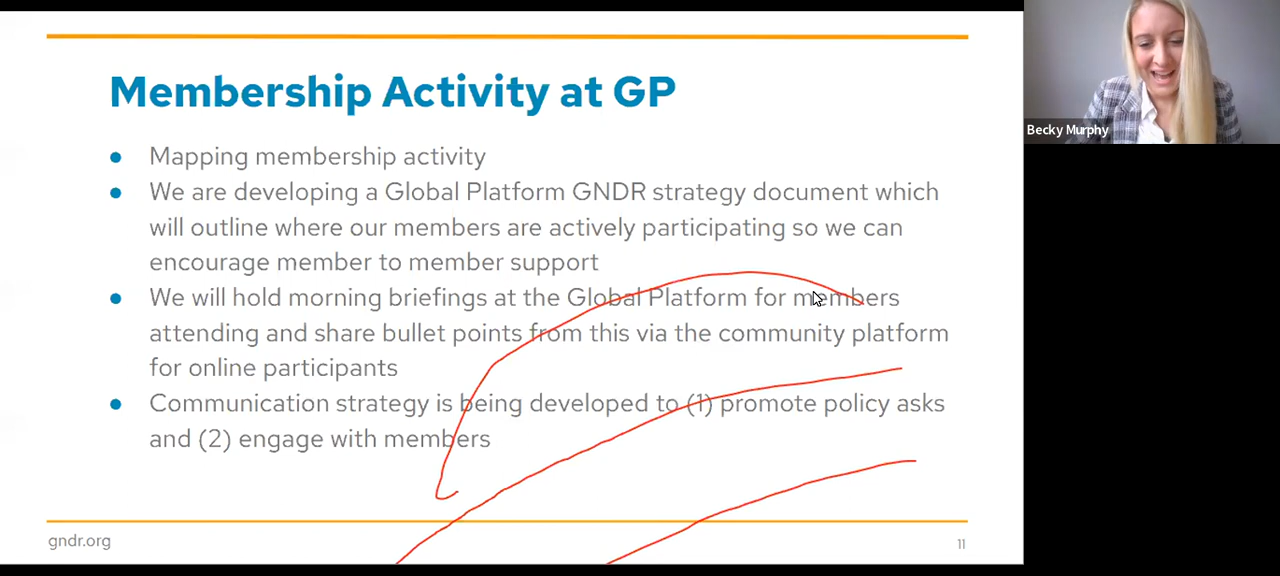 Membership Activity at GP
● Mapping membership activity
● We are developing a Global Platform GNDR strategy document which
will outline where our members are actively participating so we can
encourage member to member support
● We will hold morning briefings at the Global Platform for members
attending and share bullet points from this via the community platform
for online participants
● Communication strategy is being developed to (1) promote policy asks
and (2) engage with members
gndr.org
11
Becky Murphy